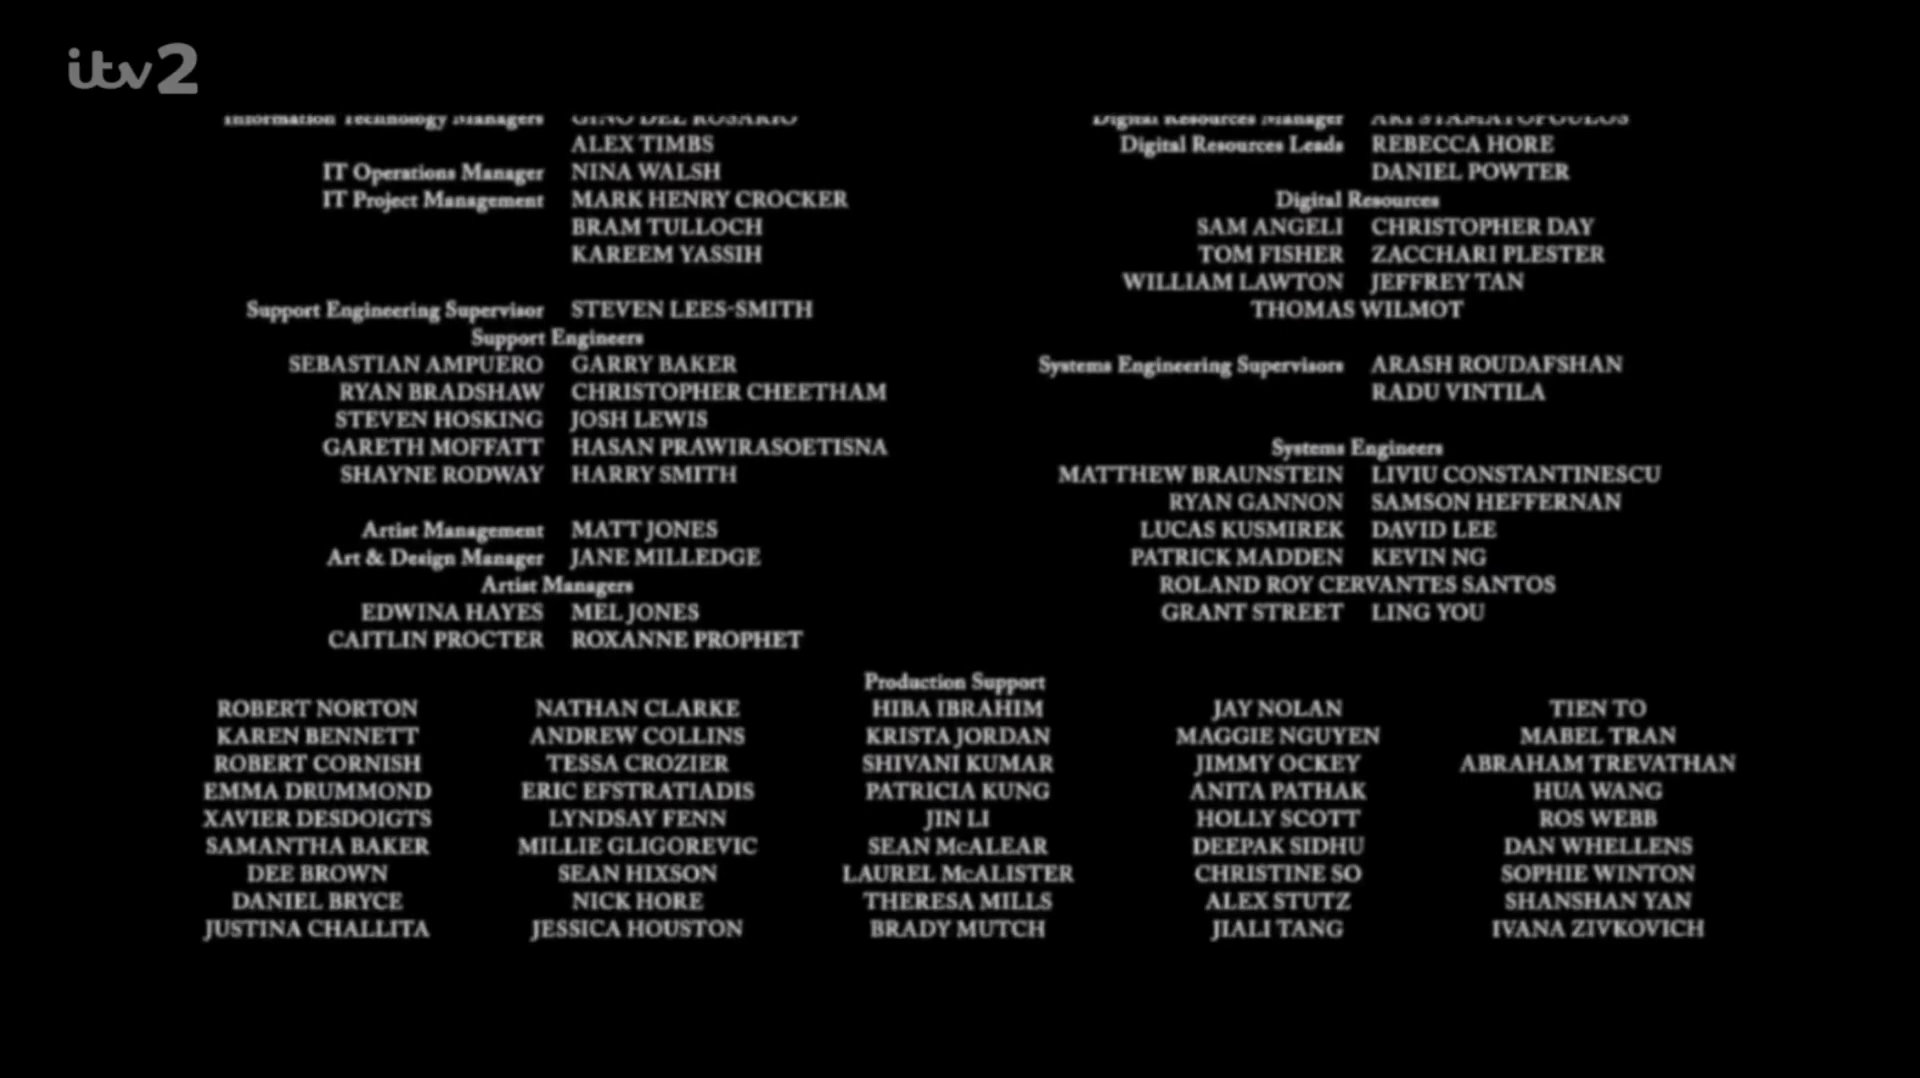 itv2
Information Technology Managers GINO DEL ROSARIO
ALEX TIMBS
IT Operations Manager NINA WALSH
IT Project Management MARK HENRY CROCKER
BRAM TULLOCH
KAREEM YASSIH
Support Engineering Supervisor STEVEN LEES-SMITH
Support Engineers
SEBASTIAN AMPUERO GARRY BAKER
RYAN BRADSHAW CHRISTOPHER CHEETHAM
STEVEN HOSKING JOSH LEWIS
GARETH MOFFATT HASAN PRAWIRASOETISNA
SHAYNE RODWAY HARRY SMITH
Artist Management MATT JONES
Art & Design Manager JANE MILLEDGE
Artist Managers
EDWINA HAYES MEL JONES
CAITLIN PROCTER ROXANNE PROPHET
Digital Resources Manager ARI STAMATOPOULOS
Digital Resources Leads REBECCA HORE
DANIEL POWTER
Digital Resources
SAM ANGELI CHRISTOPHER DAY
TOM FISHER ZACCHARI PLESTER
WILLIAM LAWTON JEFFREY TAN
THOMAS WILMOT
Systems Engineering Supervisors ARASH ROUDAFSHAN
RADU VINTILA
Systems Engineers
MATTHEW BRAUNSTEIN LIVIU CONSTANTINESCU
RYAN GANNON SAMSON HEFFERNAN
LUCAS KUSMIREK DAVID LEE
PATRICK MADDEN KEVIN NG
ROLAND ROY CERVANTES SANTOS
GRANT STREET LING YOU
Production Support
ROBERT NORTON NATHAN CLARKE HIBA IBRAHIM JAY NOLAN TIEN TO
KAREN BENNETT ANDREW COLLINS KRISTA JORDAN MAGGIE NGUYEN MABEL TRAN
ROBERT CORNISH TESSA CROZIER SHIVANI KUMAR JIMMY OCKEY ABRAHAM TREVATHAN
EMMA DRUMMOND ERIC EFSTRATIADIS PATRICIA KUNG ANITA PATHAK HUA WANG
XAVIER DESDOIGTS LYNDSAY FENN JIN LI HOLLY SCOTT ROS WEBB
SAMANTHA BAKER MILLIE GLIGOREVIC SEAN McALEAR DEEPAK SIDHU DAN WHELLENS
DEE BROWN SEAN HIXSON LAUREL McALISTER CHRISTINE SO SOPHIE WINTON
DANIEL BRYCE NICK HORE THERESA MILLS ALEX STUTZ SHANSHAN YAN
JUSTINA CHALLITA JESSICA HOUSTON BRADY MUTCH JIALI TANG IVANA ZIVKOVICH